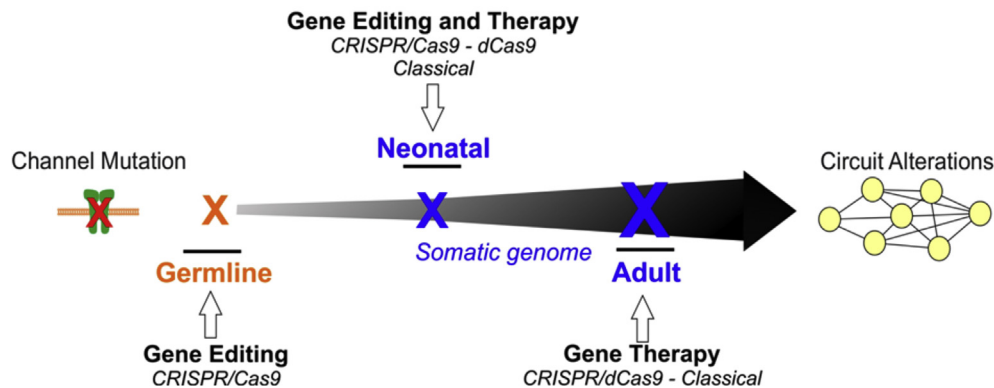 Gene Editing and Therapy
CRISPR/Cas9 - dCas9
Classical
Neonatal
Channel Mutation
Circuit Alterations
X
X
X
X
Somatic genome
Germline
Adult
Gene Editing
CRISPR/Cas9
Gene Therapy
CRISPR/dCas9 - Classical